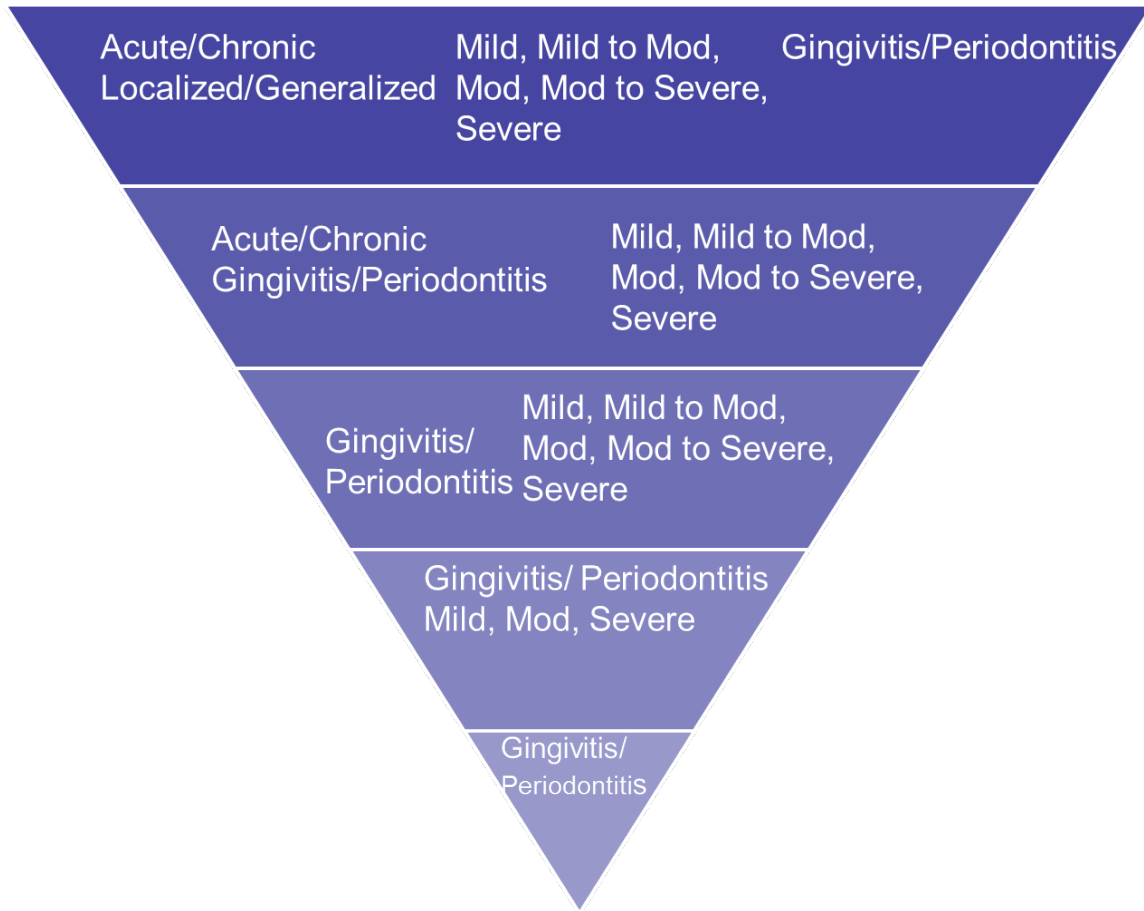 Acute/Chronic
Localized/Generalized
Mild, Mild to Mod,
Mod, Mod to Severe,
Severe
Gingivitis/Periodontitis
Acute/Chronic
Gingivitis/Periodontitis
Mild, Mild to Mod,
Mod, Mod to Severe,
Severe
Gingivitis/
Periodontitis
Mild, Mild to Mod,
Mod, Mod to Severe,
Severe
Gingivitis/ Periodontitis
Mild, Mod, Severe
Gingivitis/
Periodontitis